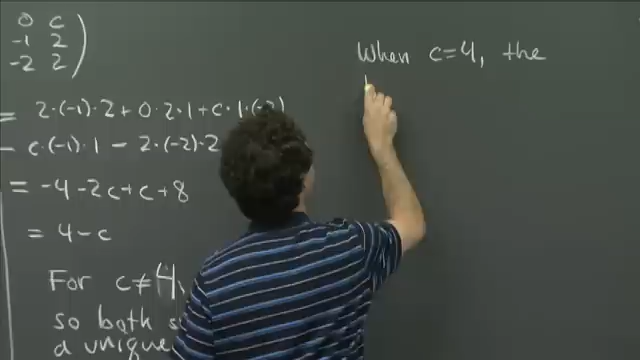 0 c
-1 2
-2 2
= 2·(-1)·2 + 0·2·1 + c·1·(-2)
- c·(-1)·1 - 2·(-2)·2
= -4 - 2c + c + 8
= 4 - c
For c≠4,
so both
a unique
When c=4, the